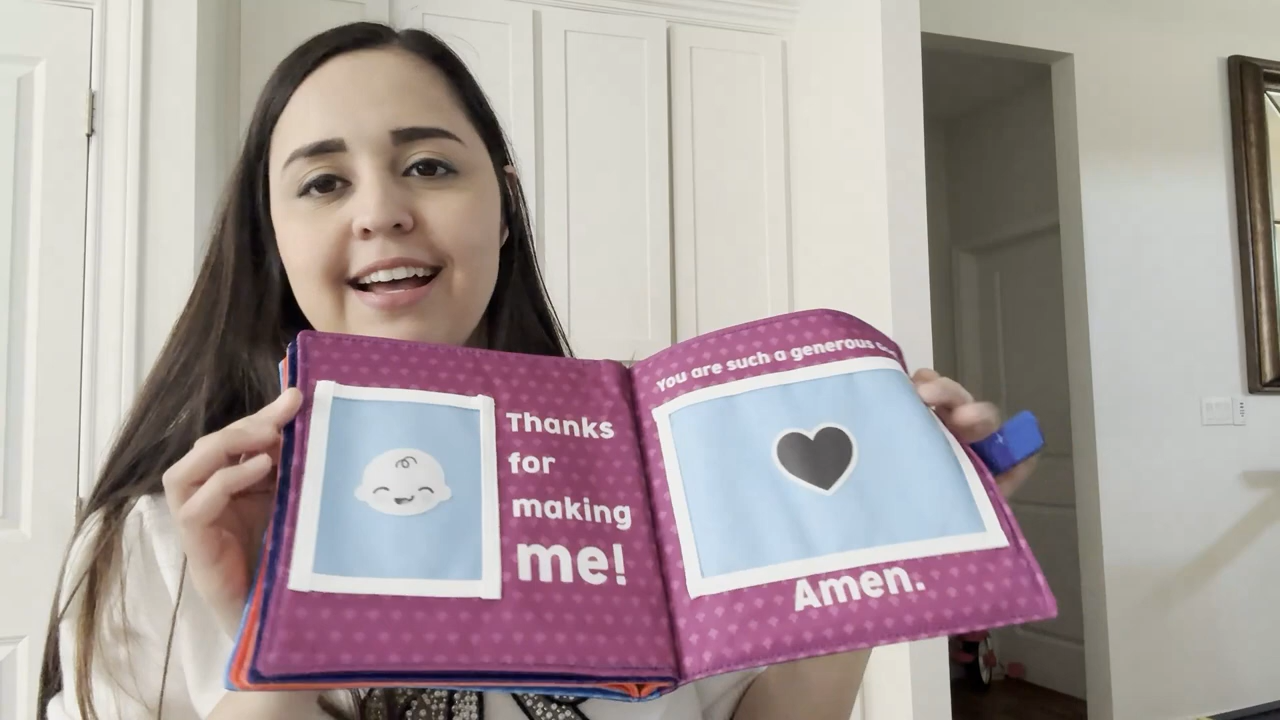 Thanks
for
making
me!
You are such a generous
Amen.